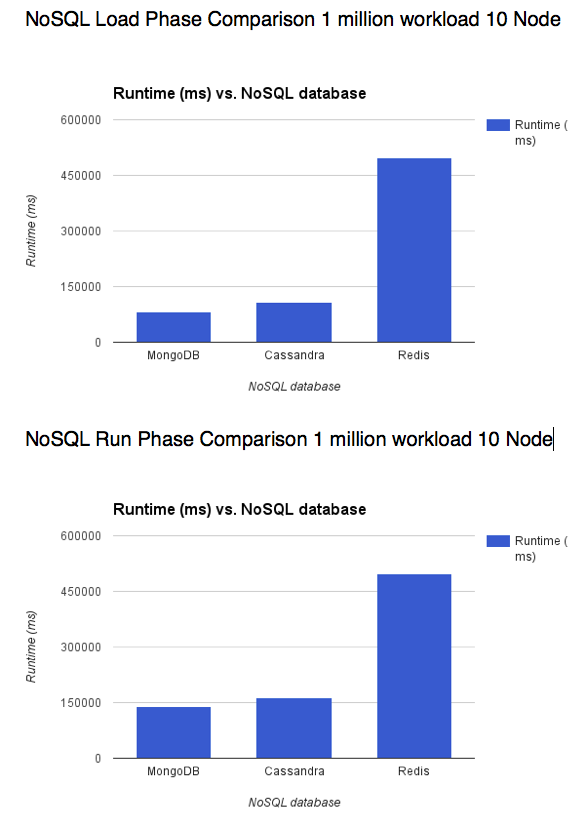 NoSQL Load Phase Comparison 1 million workload 10 Node
Runtime (ms) vs. NoSQL database
600000
Runtime (
ms)
450000
300000
150000
0
Runtime (ms)
MongoDB Cassandra Redis
NoSQL database
NoSQL Run Phase Comparison 1 million workload 10 Node
Runtime (ms) vs. NoSQL database
600000
Runtime (
ms)
450000
300000
150000
0
Runtime (ms)
MongoDB Cassandra Redis
NoSQL database